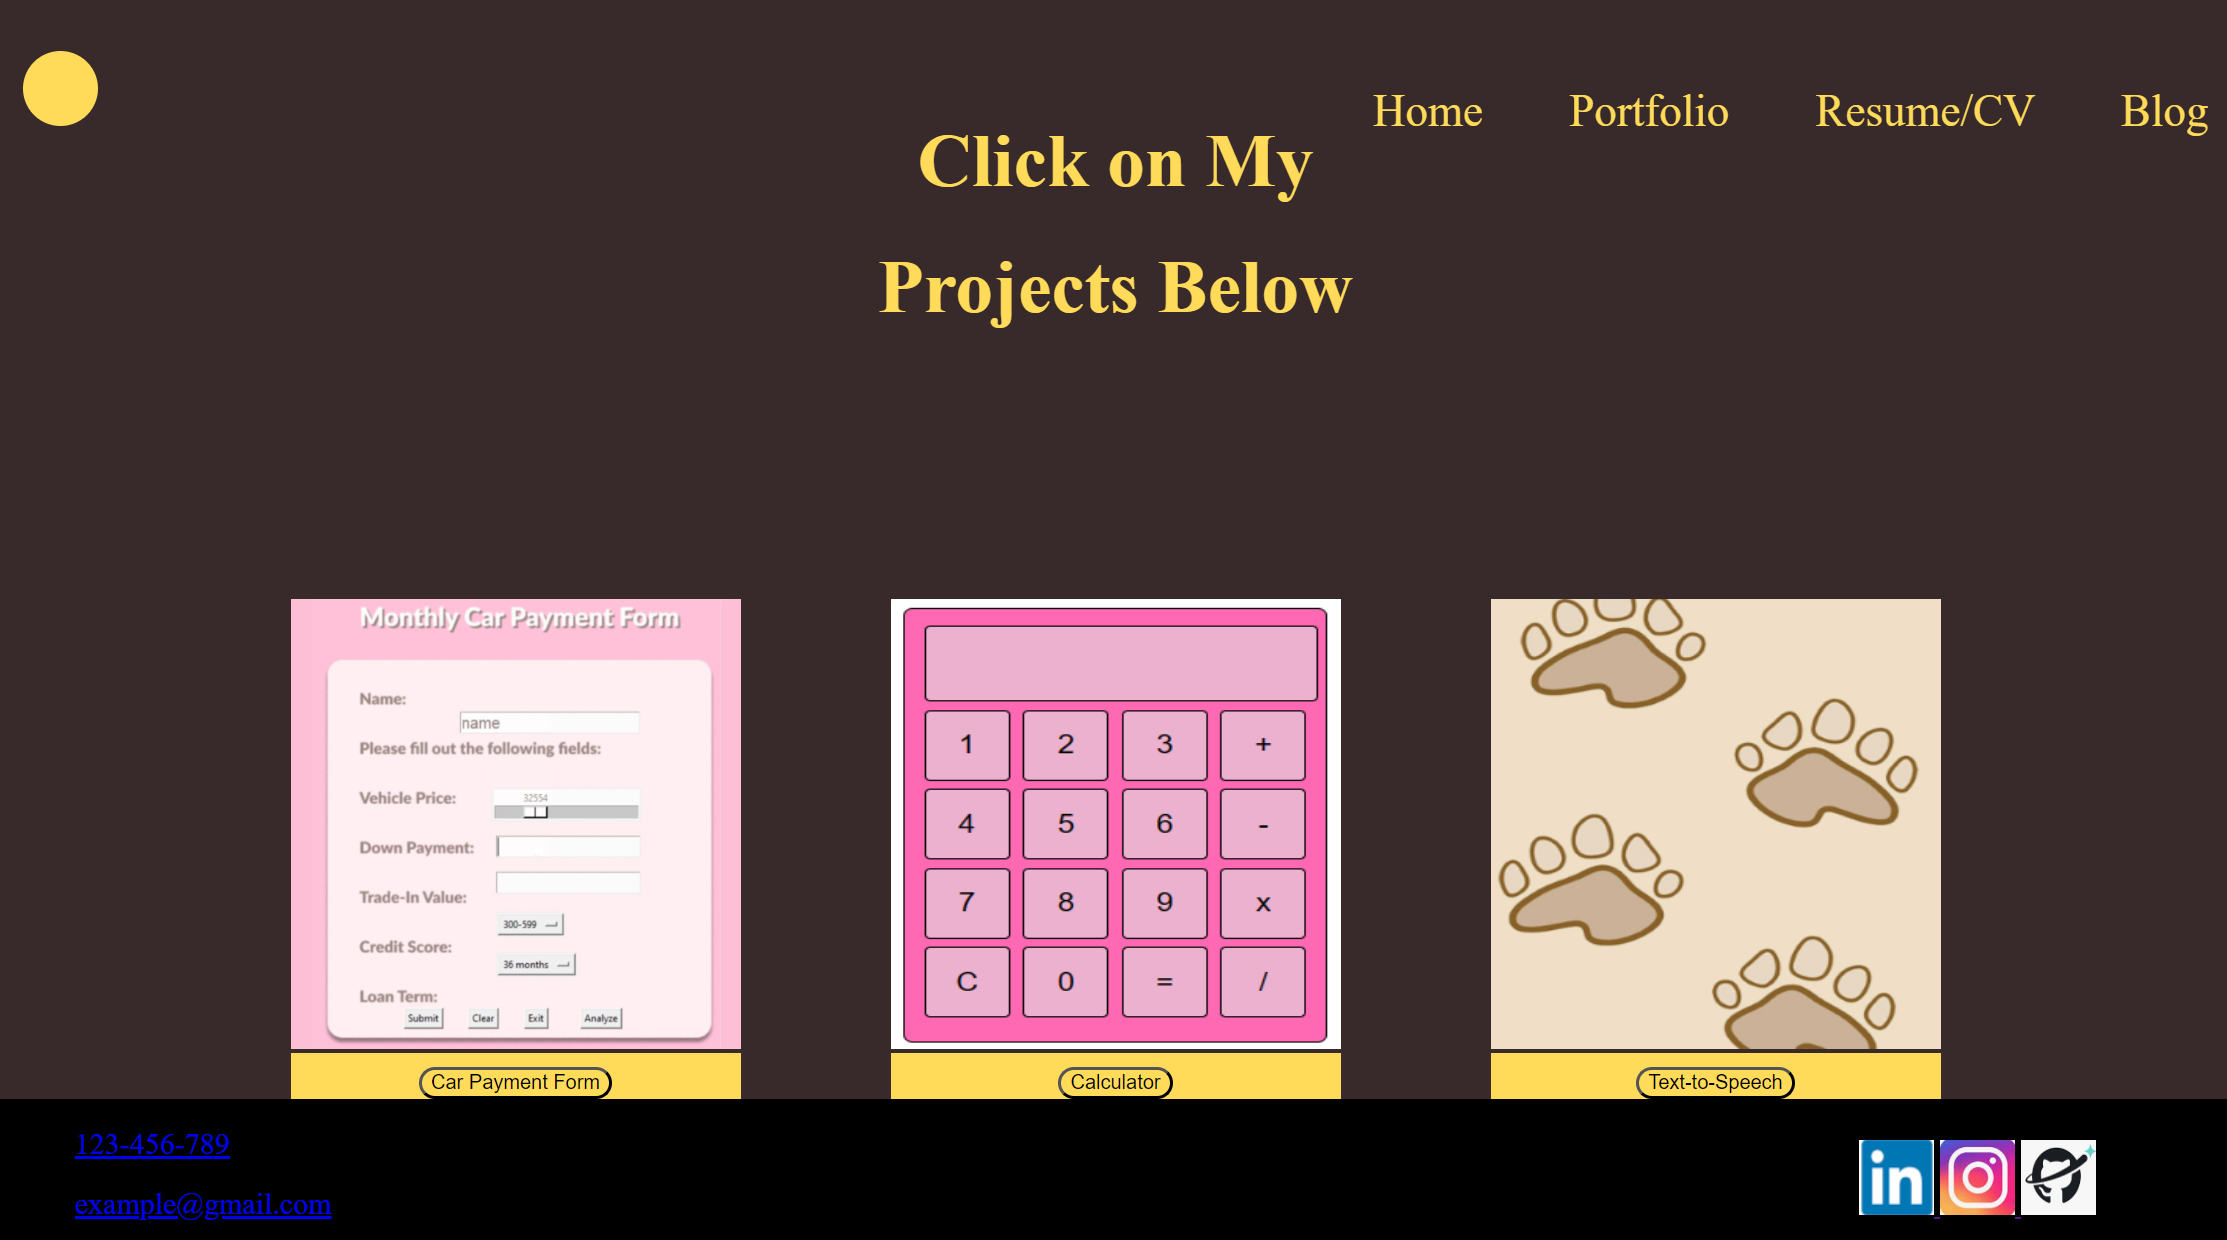 Home Portfolio Resume/CV Blog
Click on My
Projects Below
Monthly Car Payment Form
Name:
name
Please fill out the following fields:
Vehicle Price:
32554
Down Payment:
Trade-In Value:
300-599
Credit Score:
36 months
Loan Term:
Submit Clear Exit Analyze
1 2 3 +
4 5 6 -
7 8 9 x
C 0 = /
Car Payment Form
Calculator
Text-to-Speech
123-456-789
example@gmail.com
in